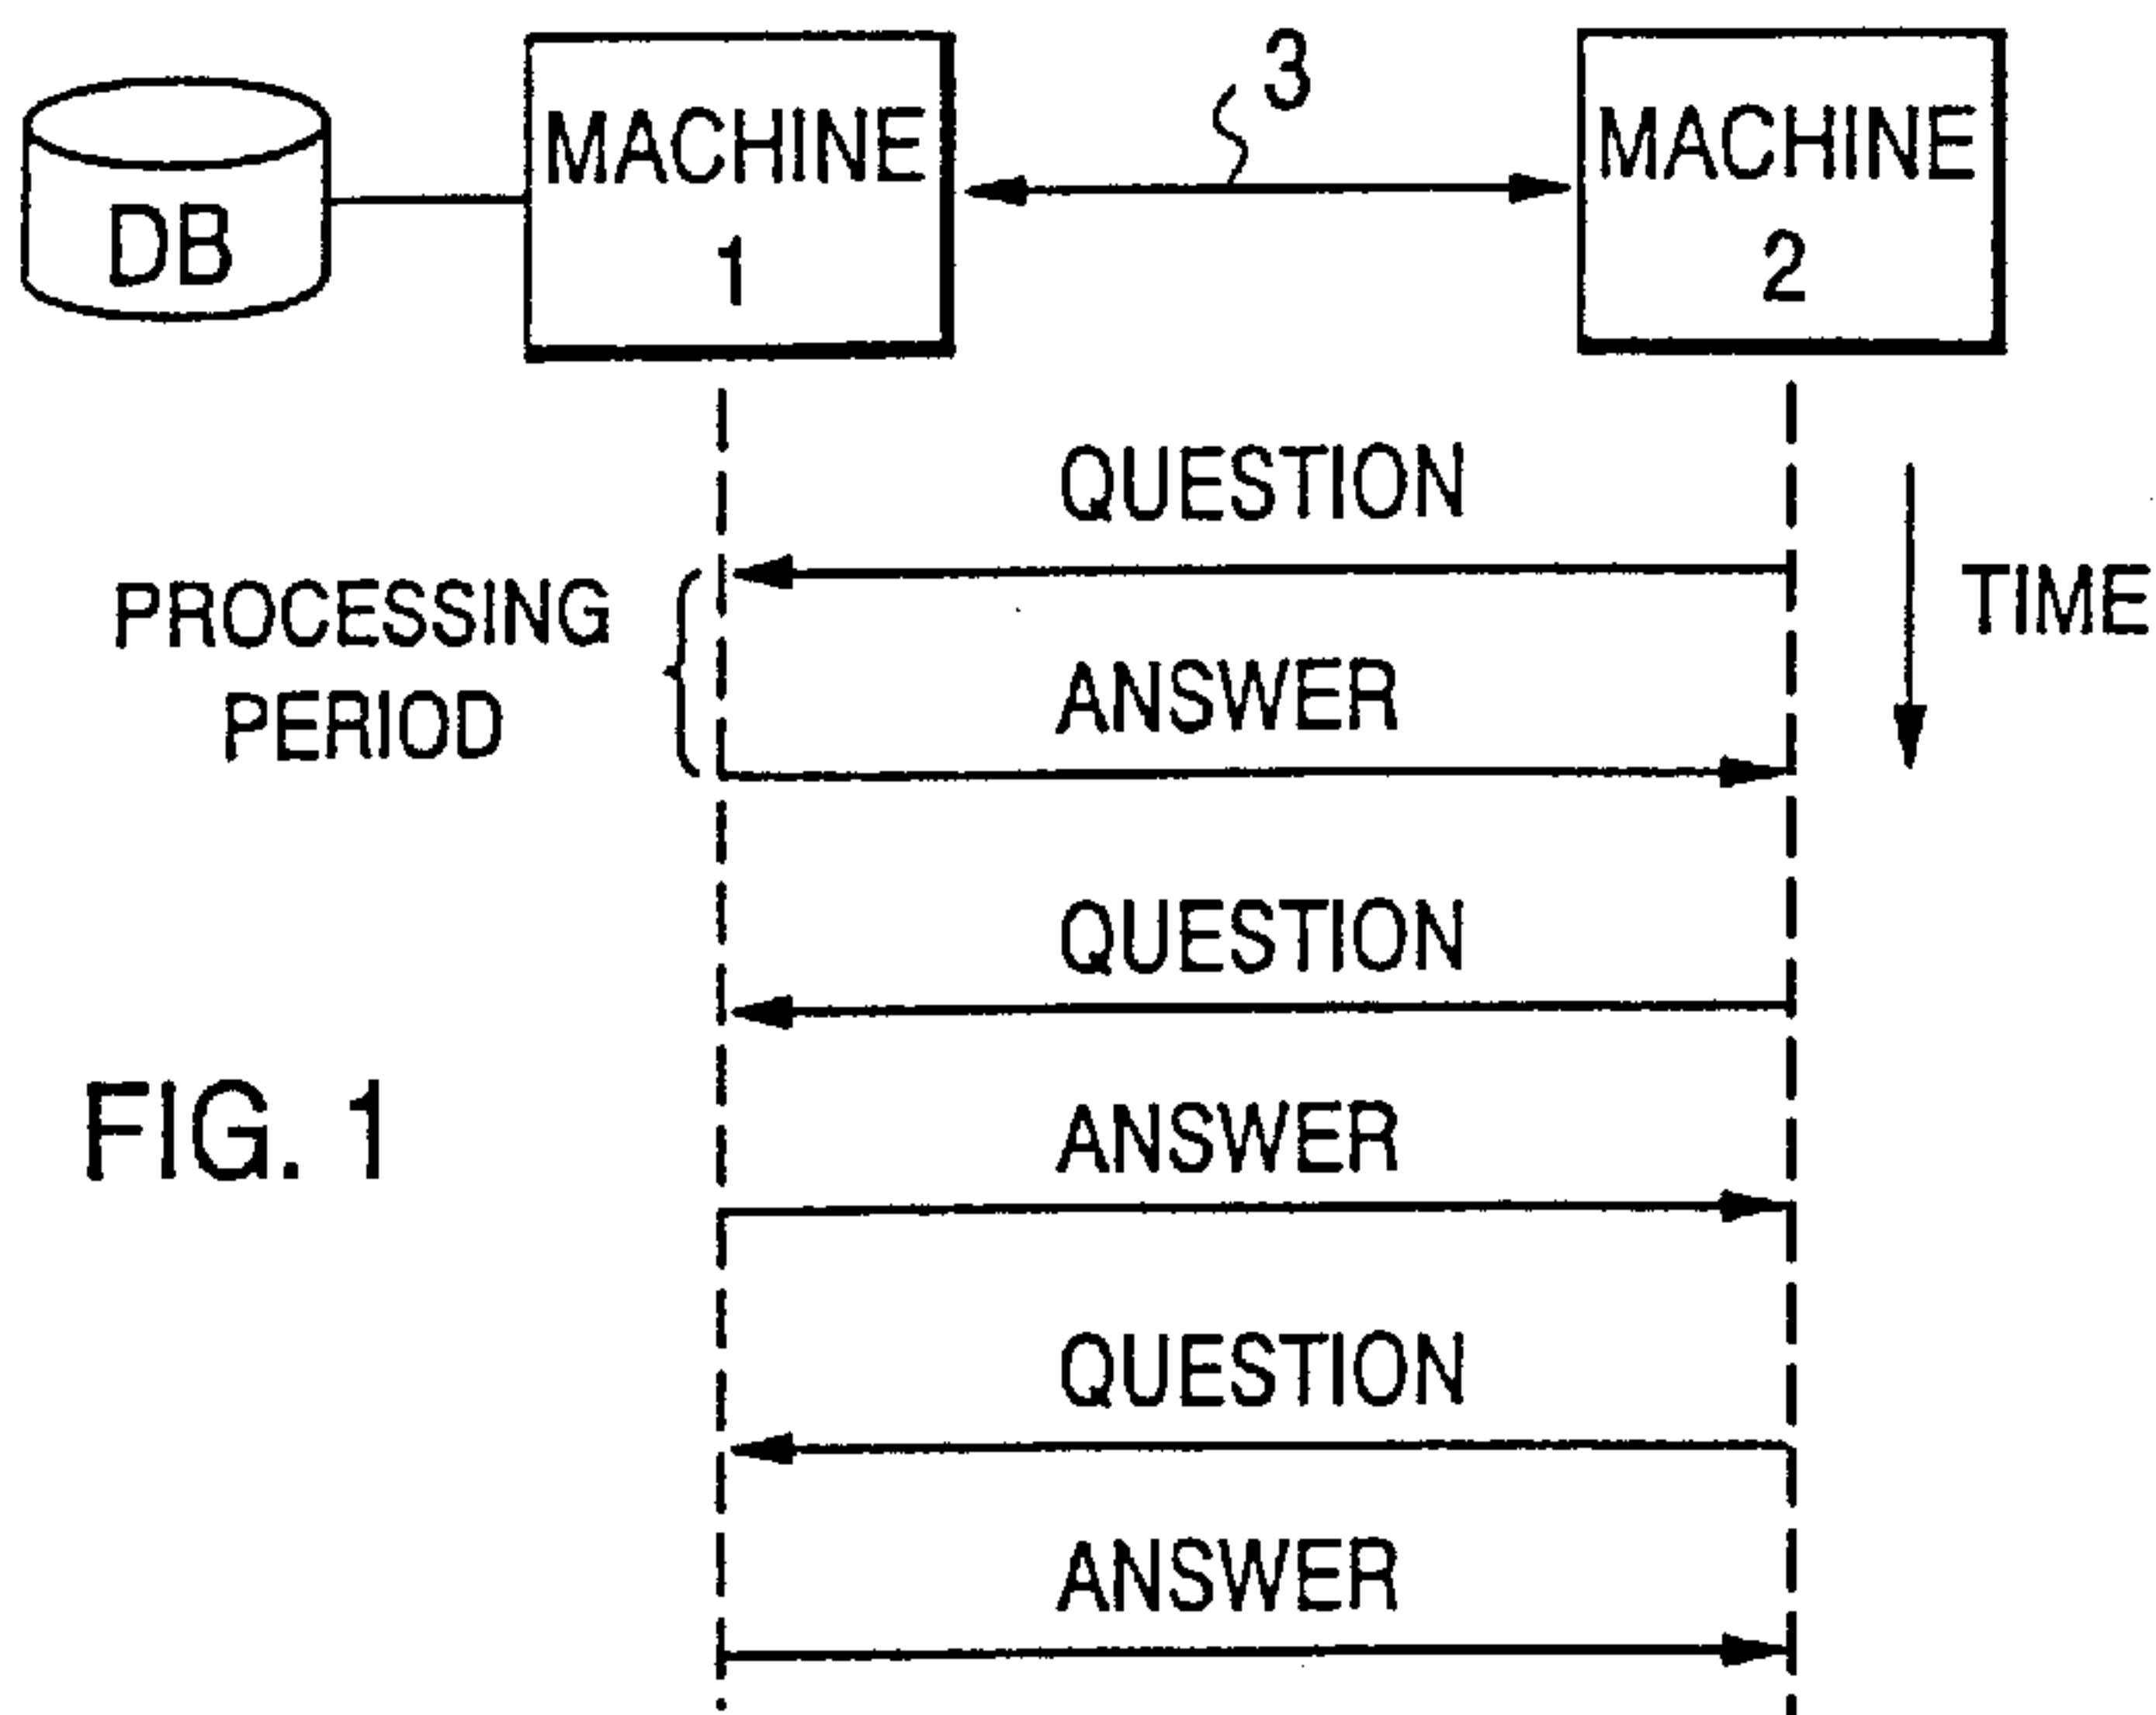 3
DB
MACHINE
1
MACHINE
2
QUESTION
TIME
PROCESSING
PERIOD
ANSWER
QUESTION
FIG. 1
ANSWER
QUESTION
ANSWER